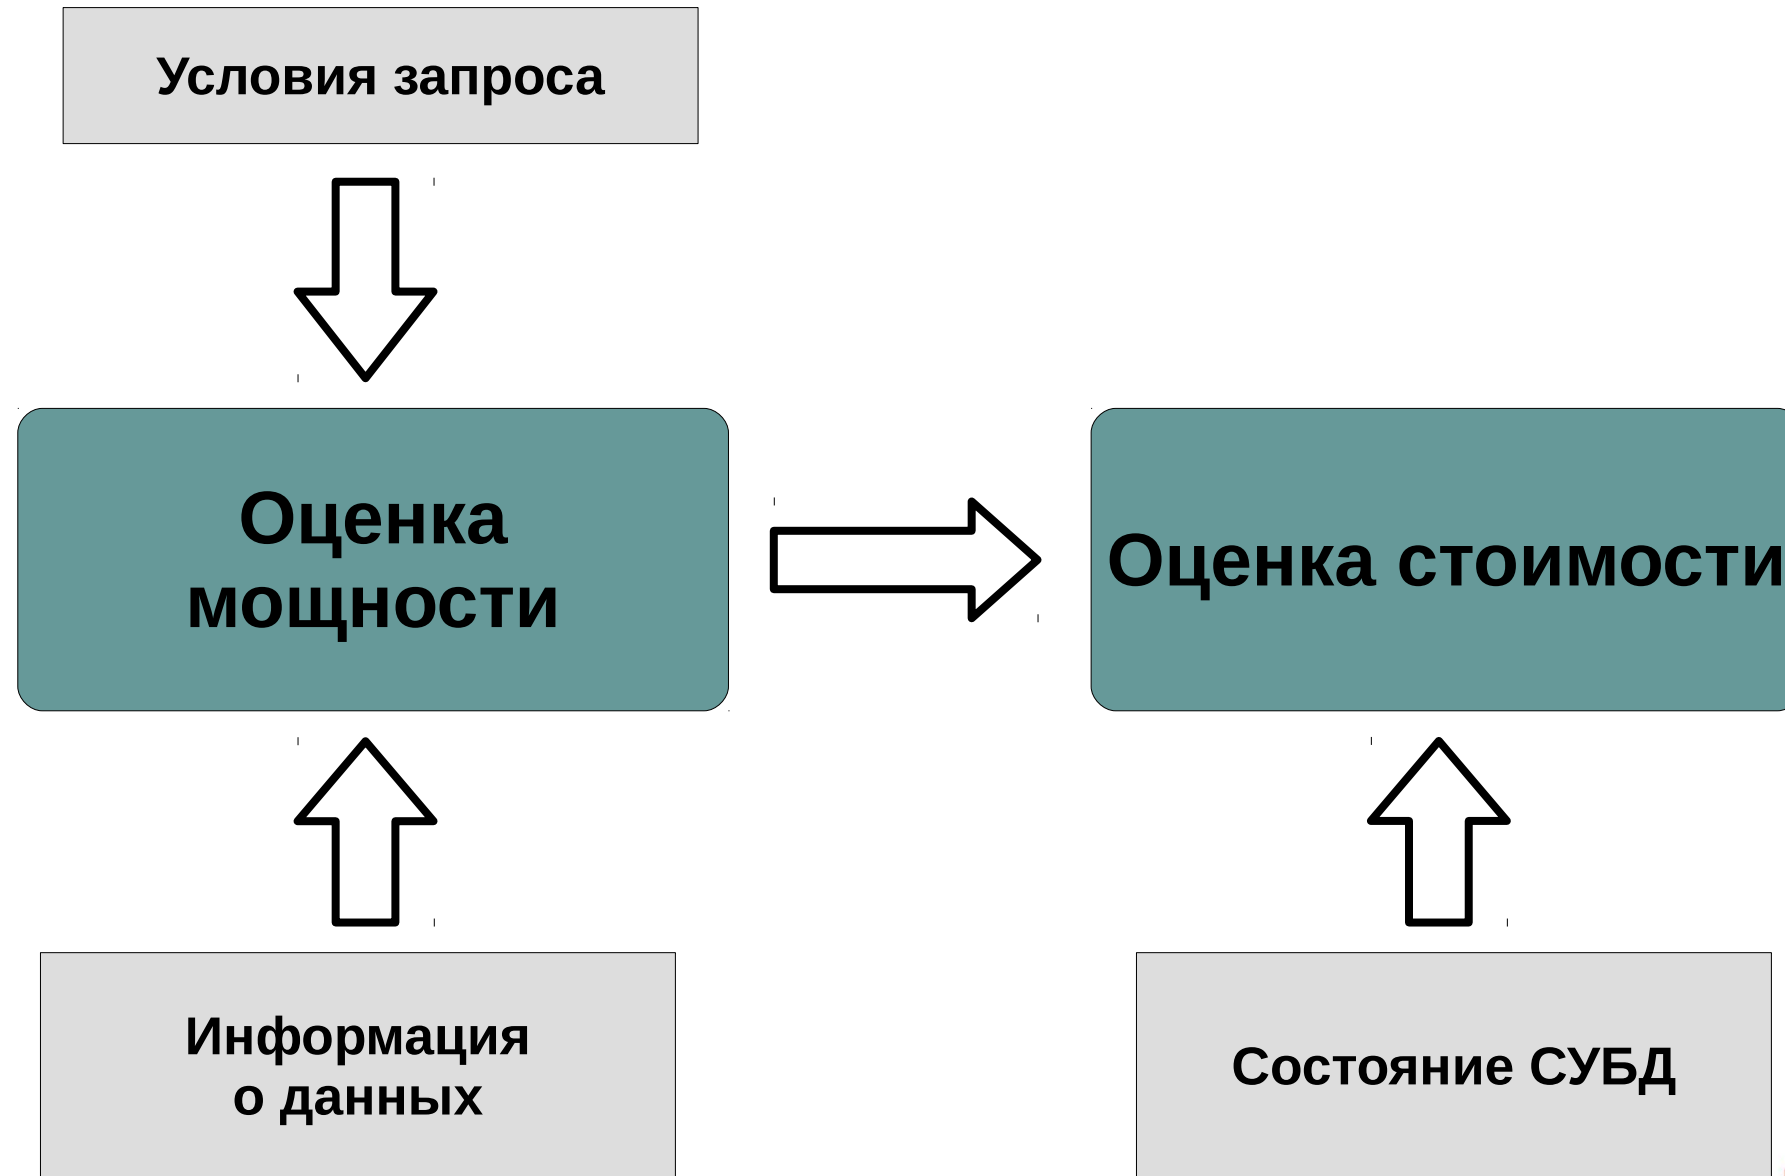 Условия запроса
Оценка
мощности
Оценка стоимости
Информация
о данных
Состояние СУБД